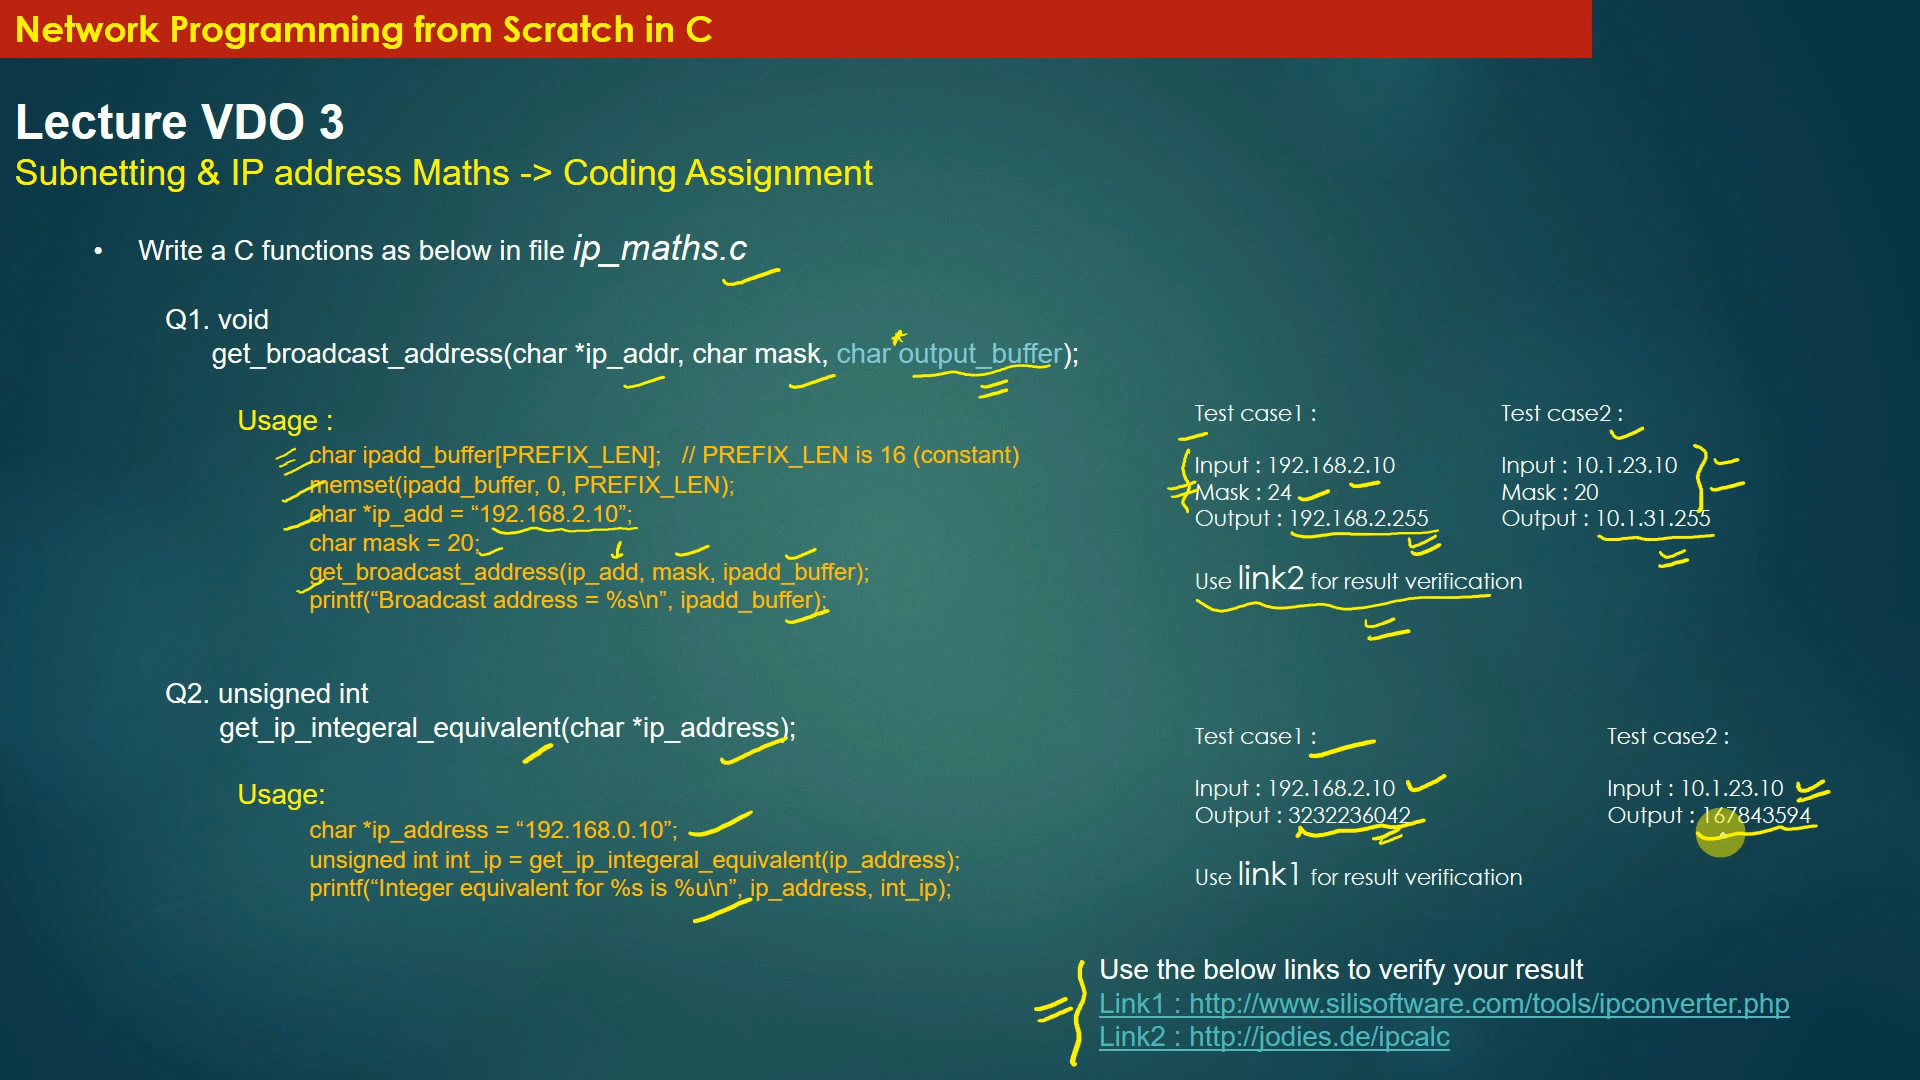 Network Programming from Scratch in C
Lecture VDO 3
Subnetting & IP address Maths -> Coding Assignment
• Write a C functions as below in file ip_maths.c
Q1. void
get_broadcast_address(char *ip_addr, char mask, char *output_buffer);
Usage :
char ipadd_buffer[PREFIX_LEN]; // PREFIX_LEN is 16 (constant)
memset(ipadd_buffer, 0, PREFIX_LEN);
char *ip_add = “192.168.2.10”;
char mask = 20;
get_broadcast_address(ip_add, mask, ipadd_buffer);
printf(“Broadcast address = %s\n”, ipadd_buffer);
Test case1 :
Input : 192.168.2.10
Mask : 24
Output : 192.168.2.255
Test case2 :
Input : 10.1.23.10
Mask : 20
Output : 10.1.31.255
Use link2 for result verification
Q2. unsigned int
get_ip_integeral_equivalent(char *ip_address);
Usage:
char *ip_address = “192.168.0.10”;
unsigned int int_ip = get_ip_integeral_equivalent(ip_address);
printf(“Integer equivalent for %s is %u\n”, ip_address, int_ip);
Test case1 :
Input : 192.168.2.10
Output : 3232236042
Test case2 :
Input : 10.1.23.10
Output : 167843594
Use link1 for result verification
Use the below links to verify your result
Link1 : http://www.silisoftware.com/tools/ipconverter.php
Link2 : http://jodies.de/ipcalc